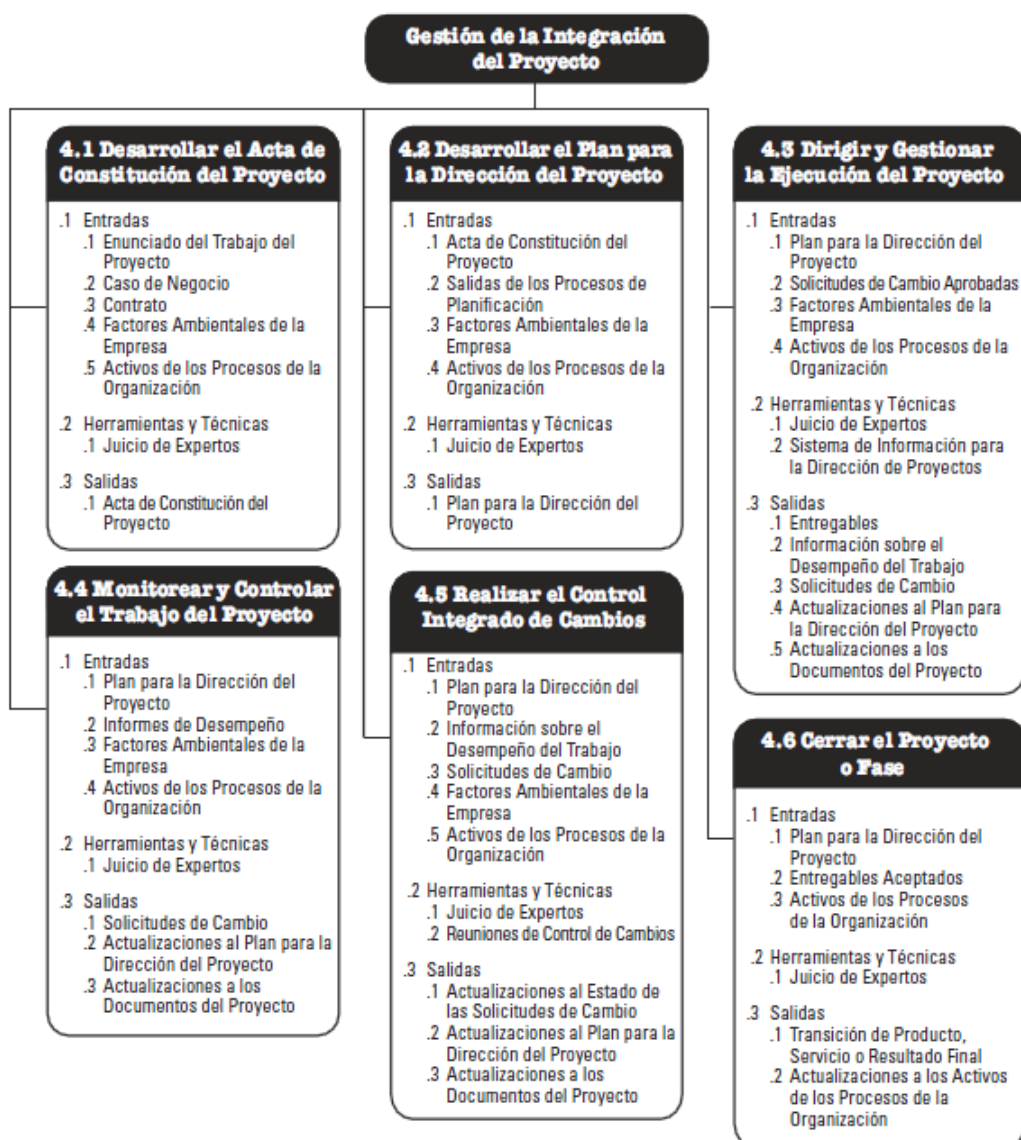 Gestión de la Integración
del Proyecto
4.1 Desarrollar el Acta de
Constitución del Proyecto
.1 Entradas
.1 Enunciado del Trabajo del
Proyecto
.2 Caso de Negocio
.3 Contrato
.4 Factores Ambientales de la
Empresa
.5 Activos de los Procesos de la
Organización
.2 Herramientas y Técnicas
.1 Juicio de Expertos
.3 Salidas
.1 Acta de Constitución del
Proyecto
4.2 Desarrollar el Plan para
la Dirección del Proyecto
.1 Entradas
.1 Acta de Constitución del
Proyecto
.2 Salidas de los Procesos de
Planificación
.3 Factores Ambientales de la
Empresa
.4 Activos de los Procesos de la
Organización
.2 Herramientas y Técnicas
.1 Juicio de Expertos
.3 Salidas
.1 Plan para la Dirección del
Proyecto
4.3 Dirigir y Gestionar
la Ejecución del Proyecto
.1 Entradas
.1 Plan para la Dirección del
Proyecto
.2 Solicitudes de Cambio Aprobadas
.3 Factores Ambientales de la
Empresa
.4 Activos de los Procesos de la
Organización
.2 Herramientas y Técnicas
.1 Juicio de Expertos
.2 Sistema de Información para
la Dirección de Proyectos
.3 Salidas
.1 Entregables
.2 Información sobre el
Desempeño del Trabajo
.3 Solicitudes de Cambio
.4 Actualizaciones al Plan para
la Dirección del Proyecto
.5 Actualizaciones a los
Documentos del Proyecto
4.4 Monitorear y Controlar
el Trabajo del Proyecto
.1 Entradas
.1 Plan para la Dirección del
Proyecto
.2 Informes de Desempeño
.3 Factores Ambientales de la
Empresa
.4 Activos de los Procesos de la
Organización
.2 Herramientas y Técnicas
.1 Juicio de Expertos
.3 Salidas
.1 Solicitudes de Cambio
.2 Actualizaciones al Plan para la
Dirección del Proyecto
.3 Actualizaciones a los
Documentos del Proyecto
4.5 Realizar el Control
Integrado de Cambios
.1 Entradas
.1 Plan para la Dirección del
Proyecto
.2 Información sobre el
Desempeño del Trabajo
.3 Solicitudes de Cambio
.4 Factores Ambientales de la
Empresa
.5 Activos de los Procesos de la
Organización
.2 Herramientas y Técnicas
.1 Juicio de Expertos
.2 Reuniones de Control de Cambios
.3 Salidas
.1 Actualizaciones al Estado de
las Solicitudes de Cambio
.2 Actualizaciones al Plan para la
Dirección del Proyecto
.3 Actualizaciones a los
Documentos del Proyecto
4.6 Cerrar el Proyecto
o Fase
.1 Entradas
.1 Plan para la Dirección del
Proyecto
.2 Entregables Aceptados
.3 Activos de los Procesos
de la Organización
.2 Herramientas y Técnicas
.1 Juicio de Expertos
.3 Salidas
.1 Transición de Producto,
Servicio o Resultado Final
.2 Actualizaciones a los Activos
de los Procesos de la
Organización